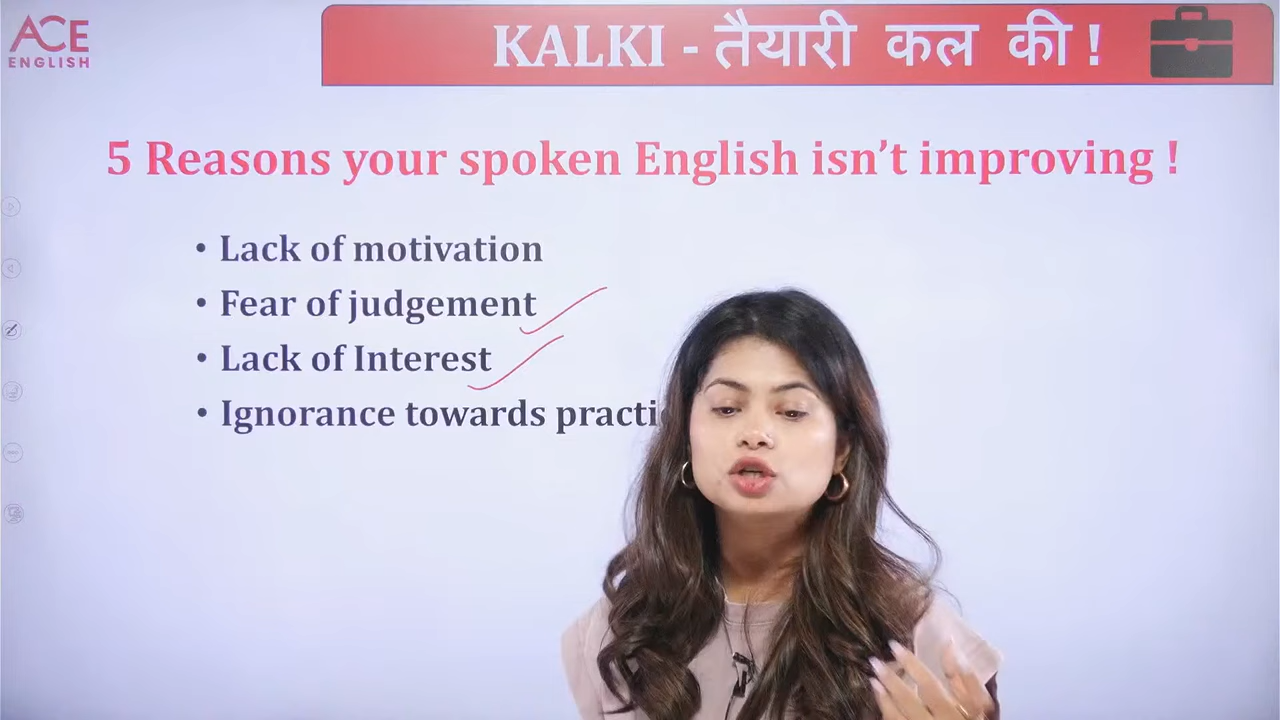 ACE
ENGLISH
KALKI - तैयारी कल की !
5 Reasons your spoken English isn’t improving !
• Lack of motivation
• Fear of judgement
• Lack of Interest
• Ignorance towards